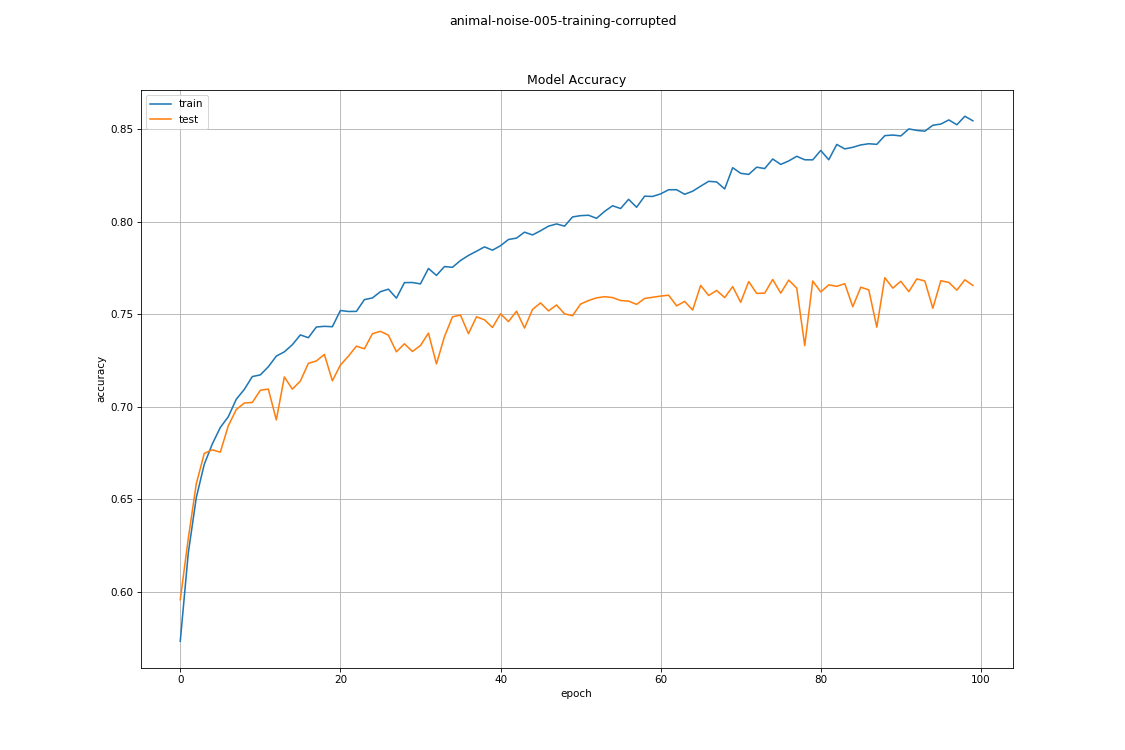 animal-noise-005-training-corrupted
Model Accuracy
train
test
0.85
0.80
0.75
0.70
0.65
0.60
accuracy
0
20
40
60
80
100
epoch